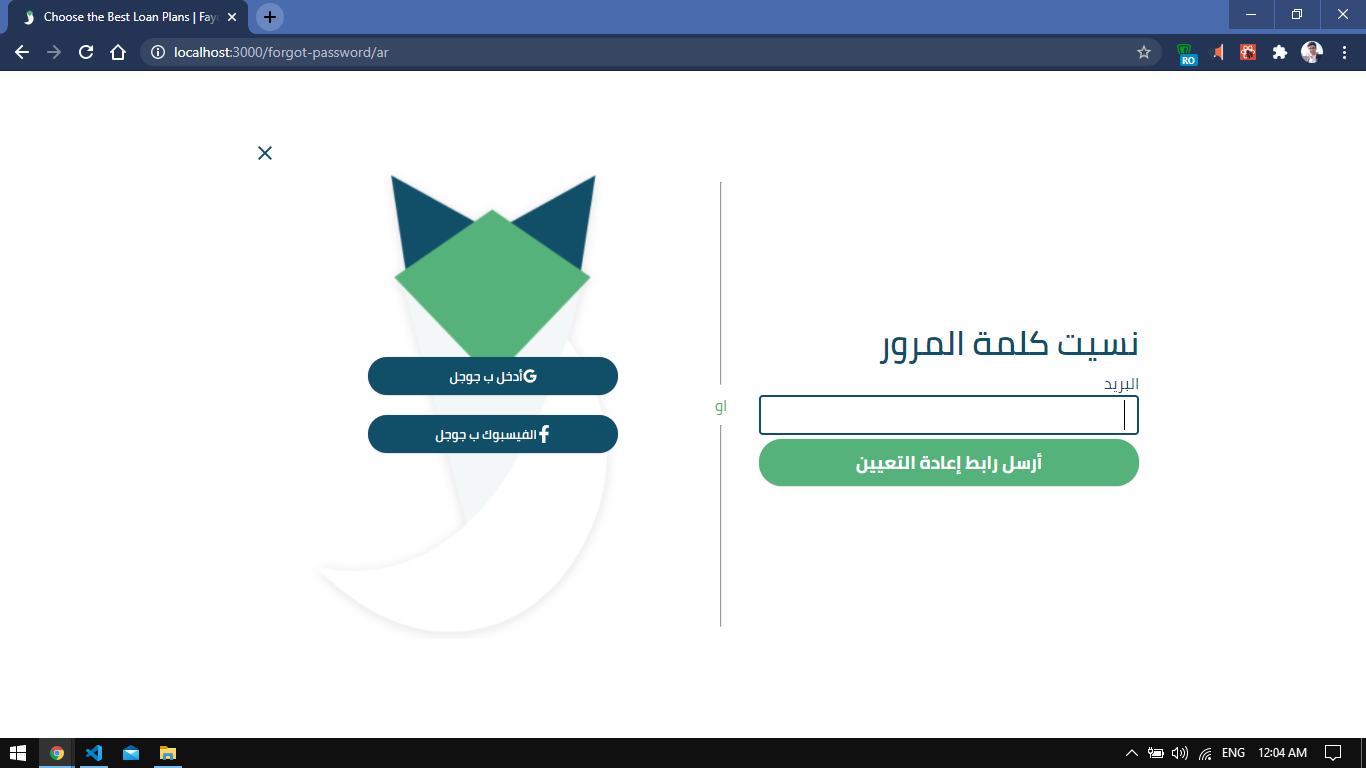 Choose the Best Loan Plans | Fay
localhost:3000/forgot-password/ar
RO
نسيت كلمة المرور
البريد
أرسل رابط إعادة التعيين
او
أدخل ب جوجل
الفيسبوك ب جوجل
ENG
12:04 AM